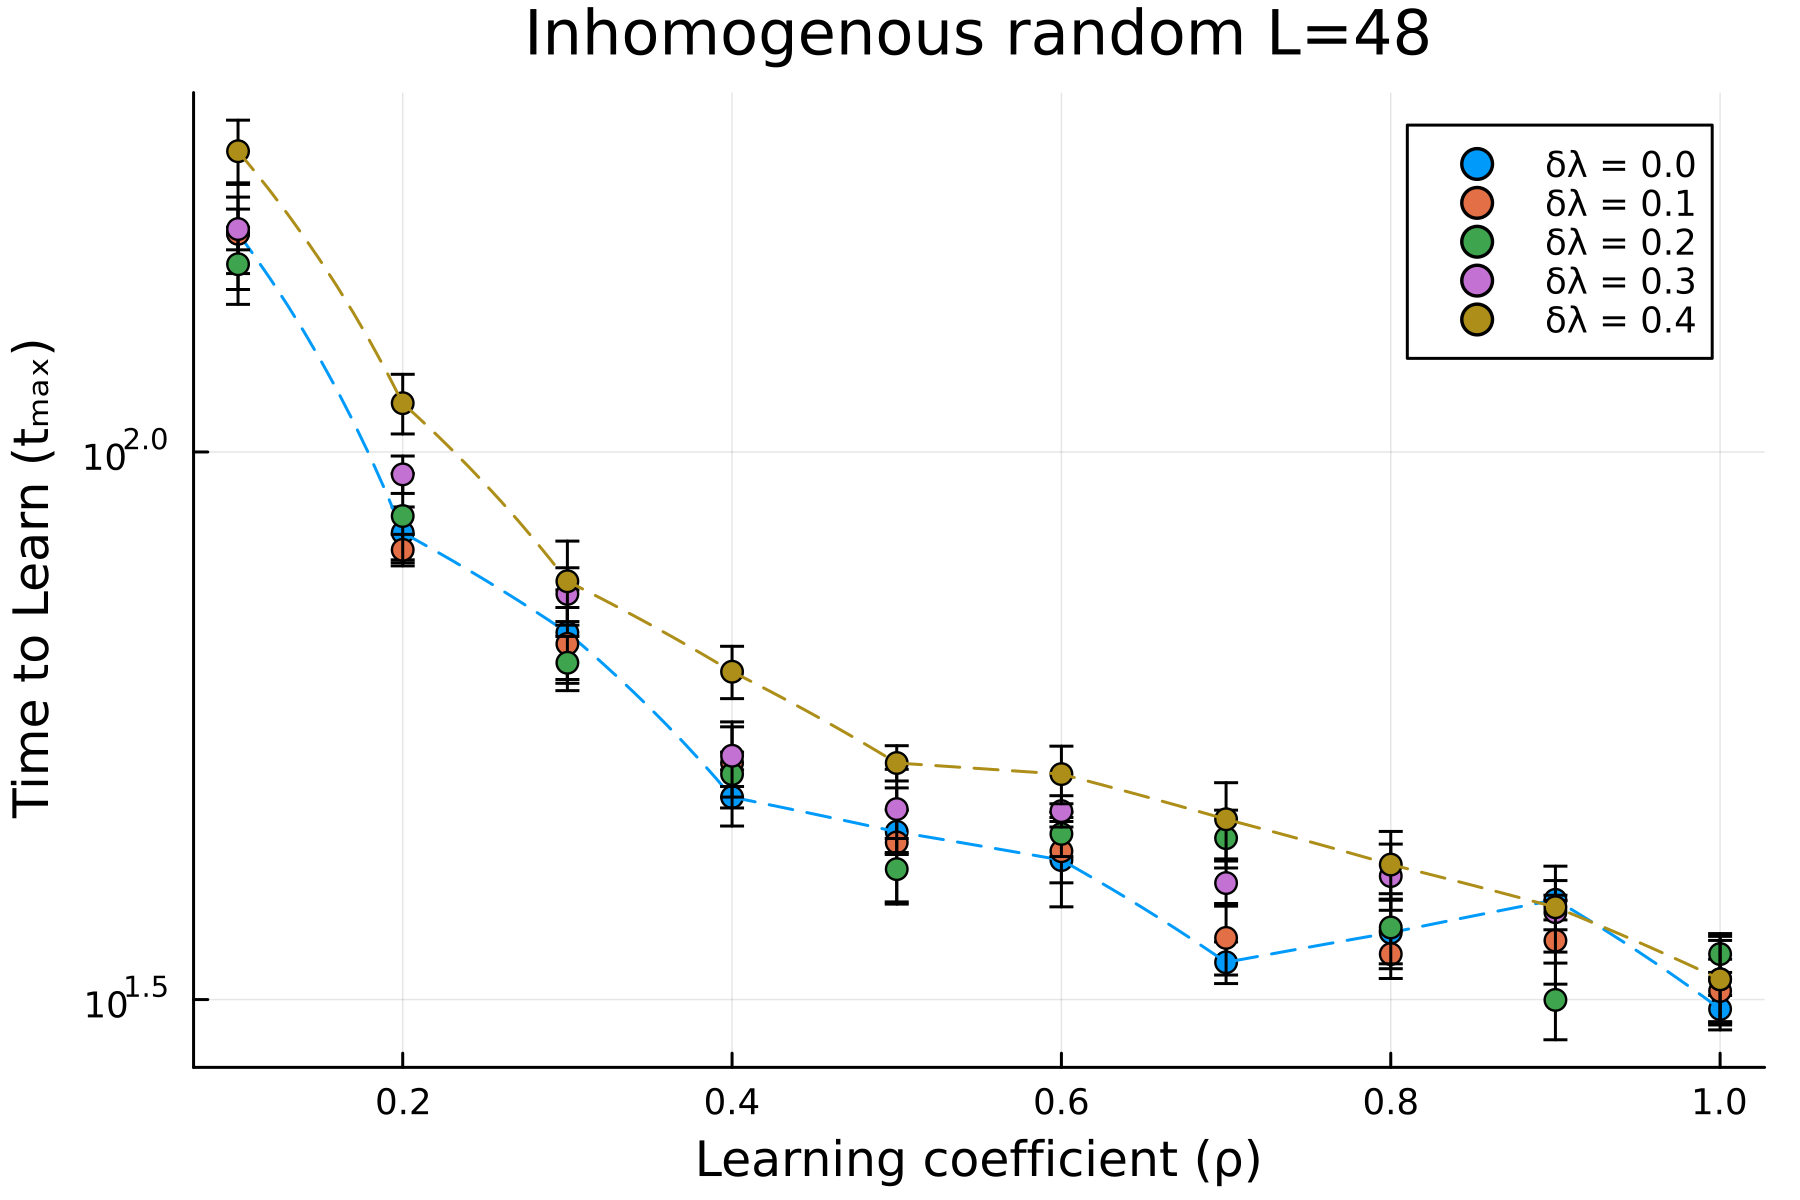 Inhomogenous random L=48
δλ = 0.0
δλ = 0.1
δλ = 0.2
δλ = 0.3
δλ = 0.4
Time to Learn (tₘₐₓ)
10^2.0
10^1.5
0.2 0.4 0.6 0.8 1.0
Learning coefficient (ρ)